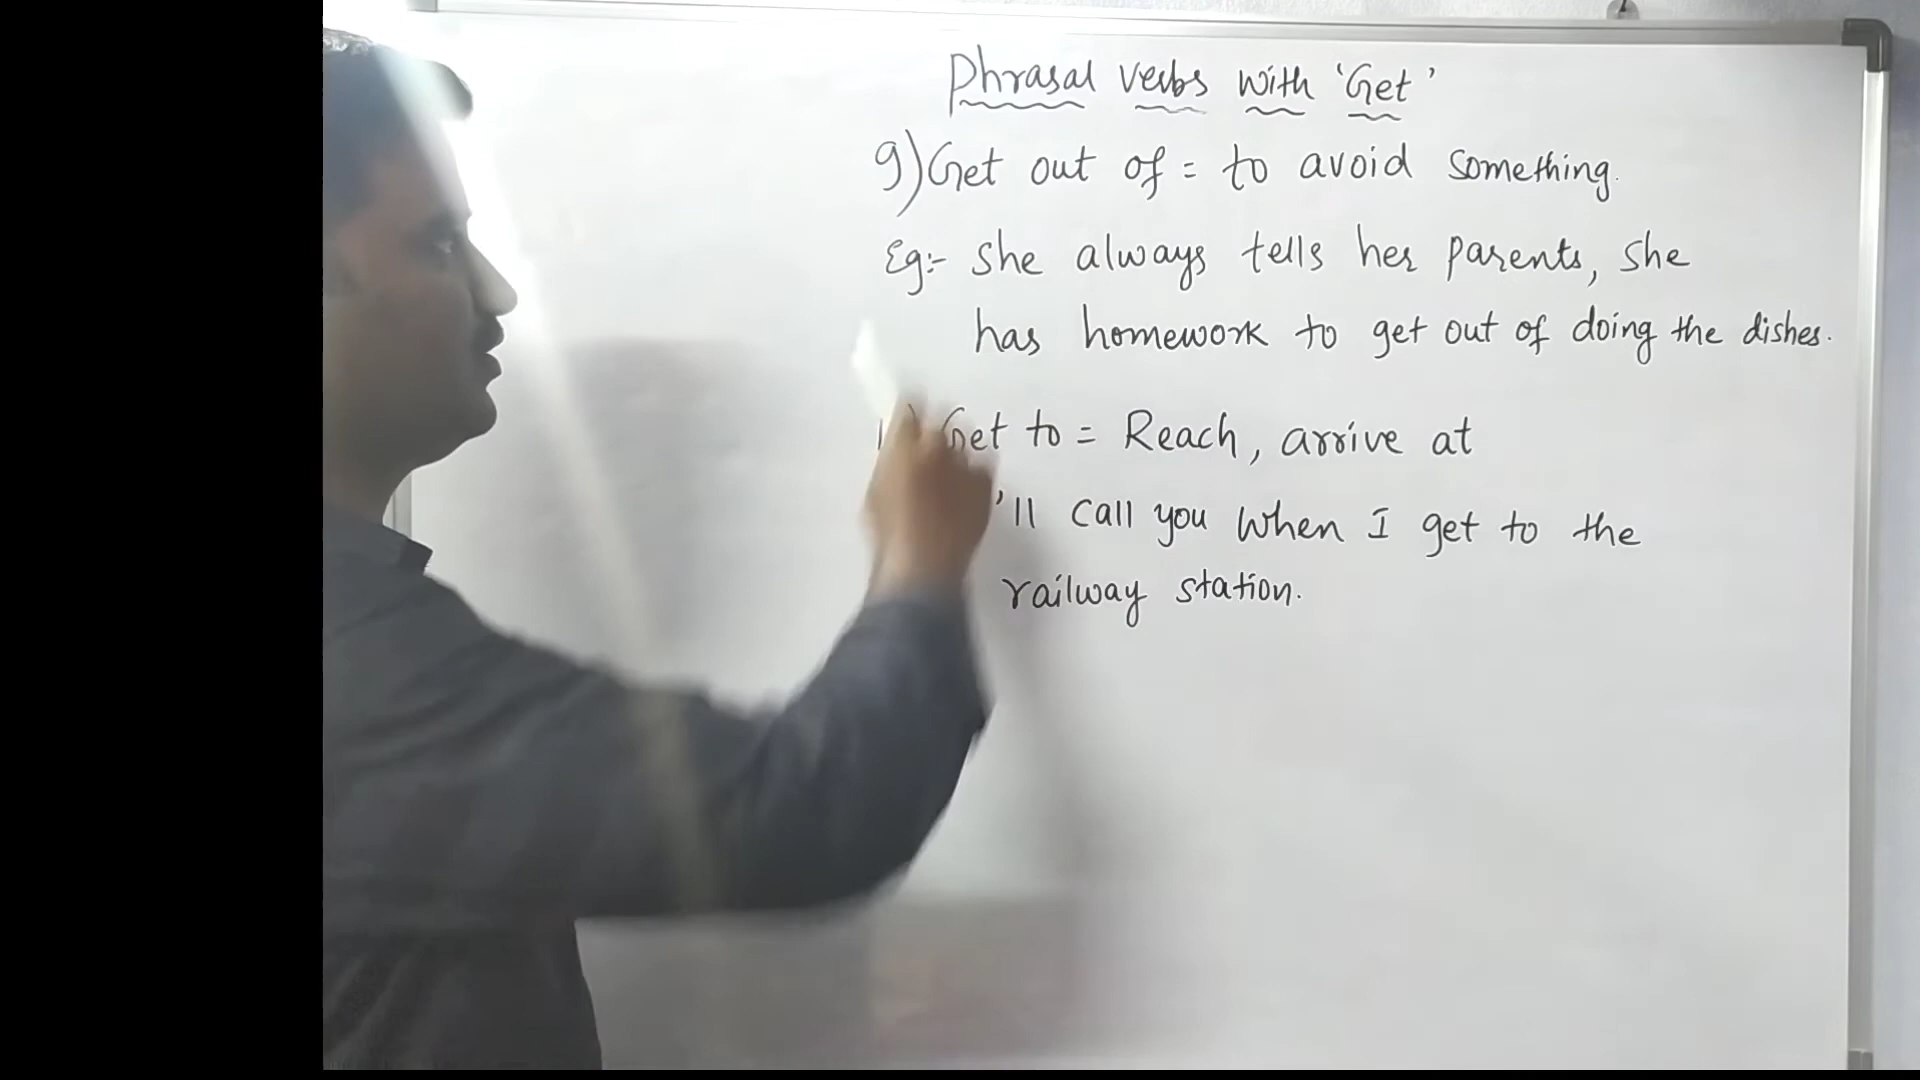 Phrasal verbs with 'Get'
9) Get out of = to avoid something.
Eg:- she always tells her parents, she
has homework to get out of doing the dishes.
Get to = Reach, arrive at
'll call you when I get to the
railway station.